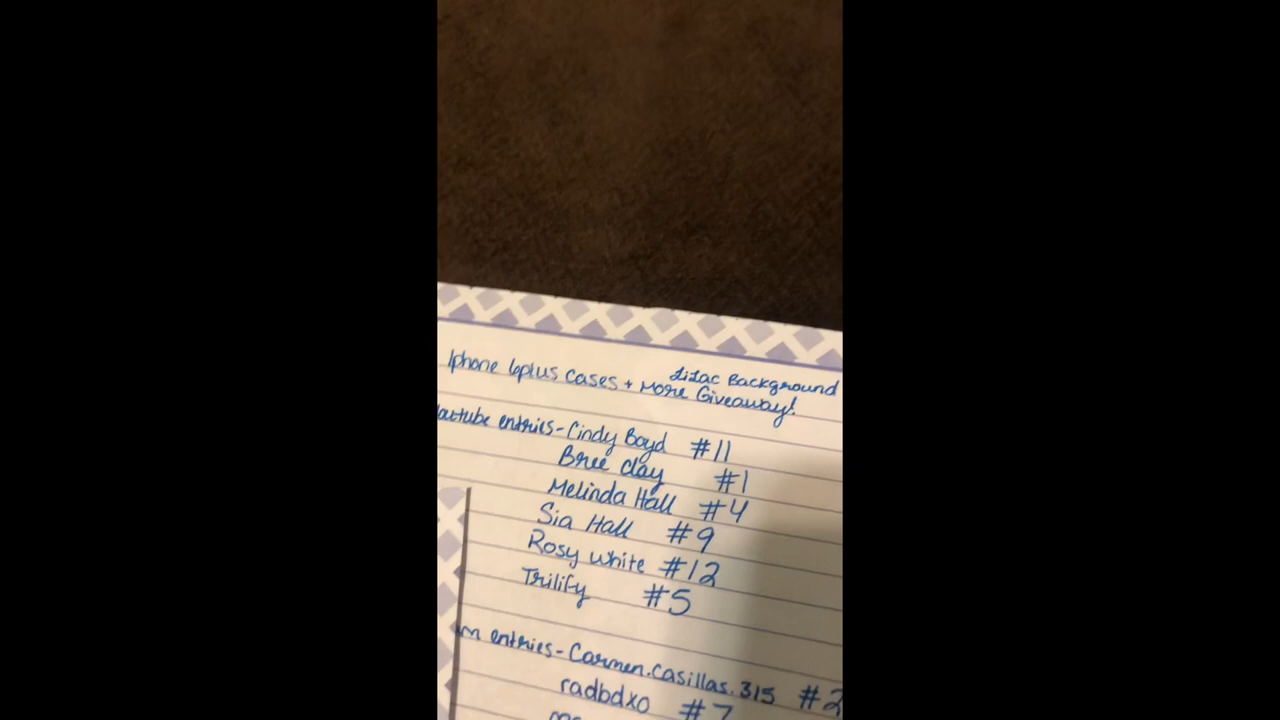 Lilac Background
Iphone 6plus cases + More Giveaway!
entries - Cindy Boyd #11
Bree clay #1
Melinda Hall #4
Sia Hall #9
Rosy white #12
Trilify #5
entries - Carmen.casillas.315 #2
radbdxo #7